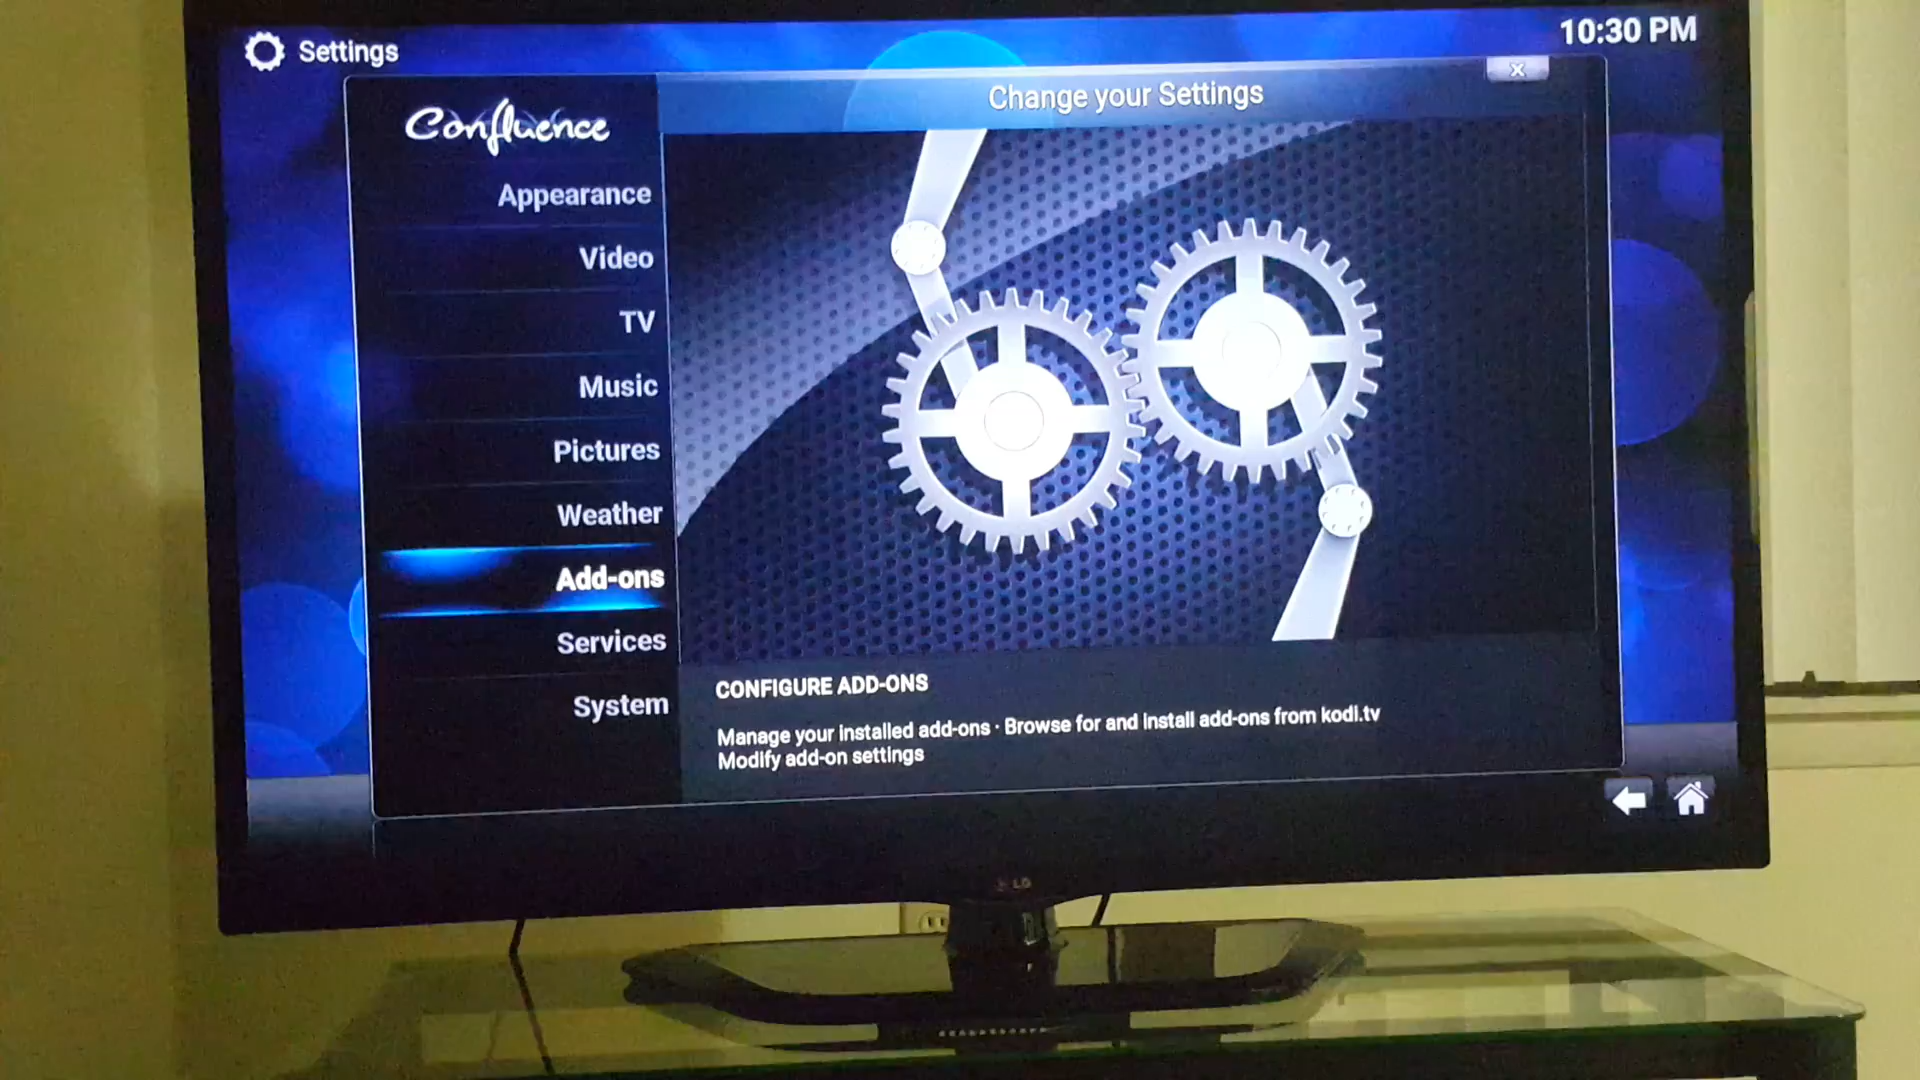 Settings
10:30 PM
Change your Settings
x
Confluence
Appearance
Video
TV
Music
Pictures
Weather
Add-ons
Services
System
CONFIGURE ADD-ONS
Manage your installed add-ons · Browse for and install add-ons from kodi.tv
Modify add-on settings
LG